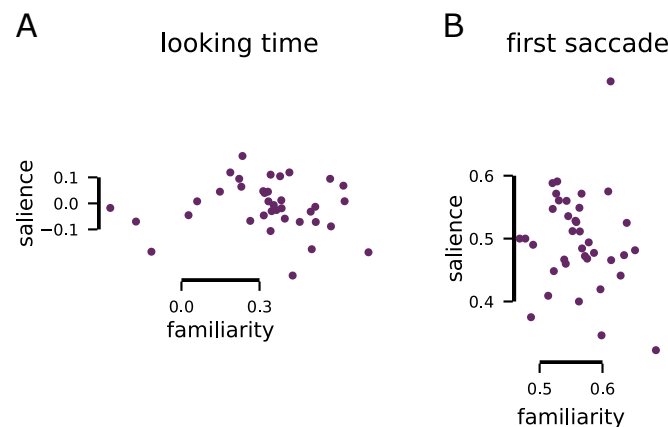 A
looking time
salience
0.1
0.0
−0.1
0.0
0.3
familiarity
B
first saccade
salience
0.6
0.5
0.4
0.5
0.6
familiarity